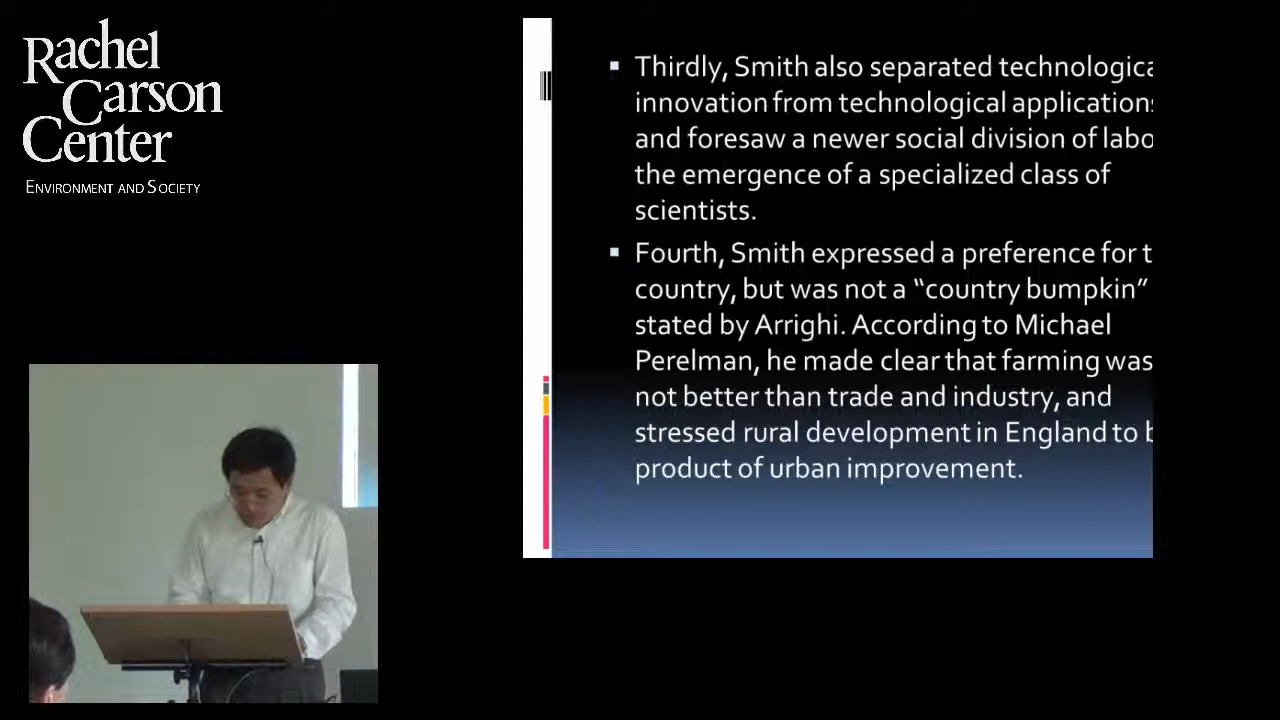 Rachel
Carson
Center
ENVIRONMENT AND SOCIETY
Thirdly, Smith also separated technologica
innovation from technological applications
and foresaw a newer social division of labo
the emergence of a specialized class of
scientists.
Fourth, Smith expressed a preference for t
country, but was not a “country bumpkin”
stated by Arrighi. According to Michael
Perelman, he made clear that farming was
not better than trade and industry, and
stressed rural development in England to b
product of urban improvement.